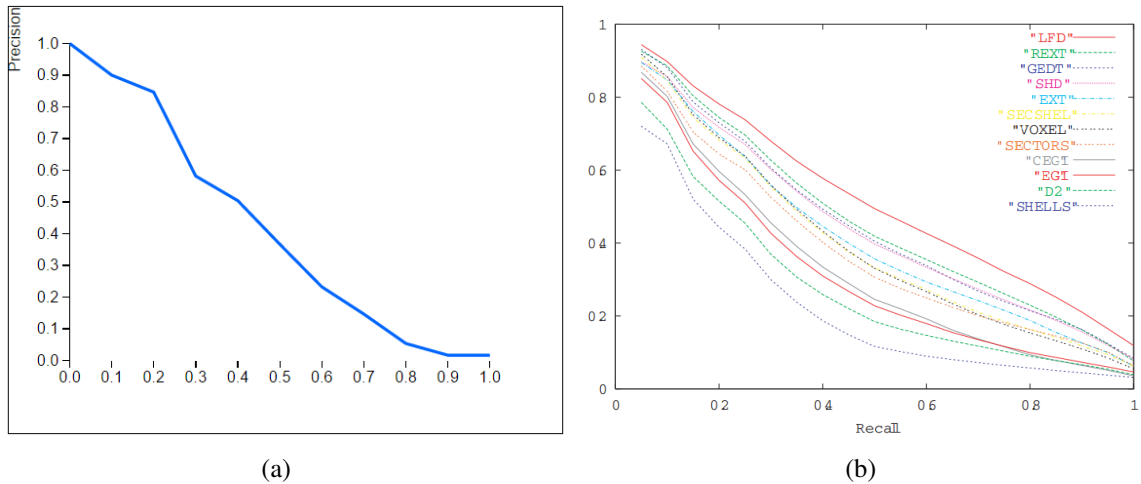 Precision
1.0
0.9
0.8
0.7
0.6
0.5
0.4
0.3
0.2
0.1
0.0
0.0 0.1 0.2 0.3 0.4 0.5 0.6 0.7 0.8 0.9 1.0
(a)
1
0.8
0.6
0.4
0.2
0
0 0.2 0.4 0.6 0.8 1
Recall
"LFD"
"REXT"
"GEDT"
"SHD"
"EXT"
"SECSHEL"
"VOXEL"
"SECTORS"
"CEGI"
"EGI"
"D2"
"SHELLS"
(b)